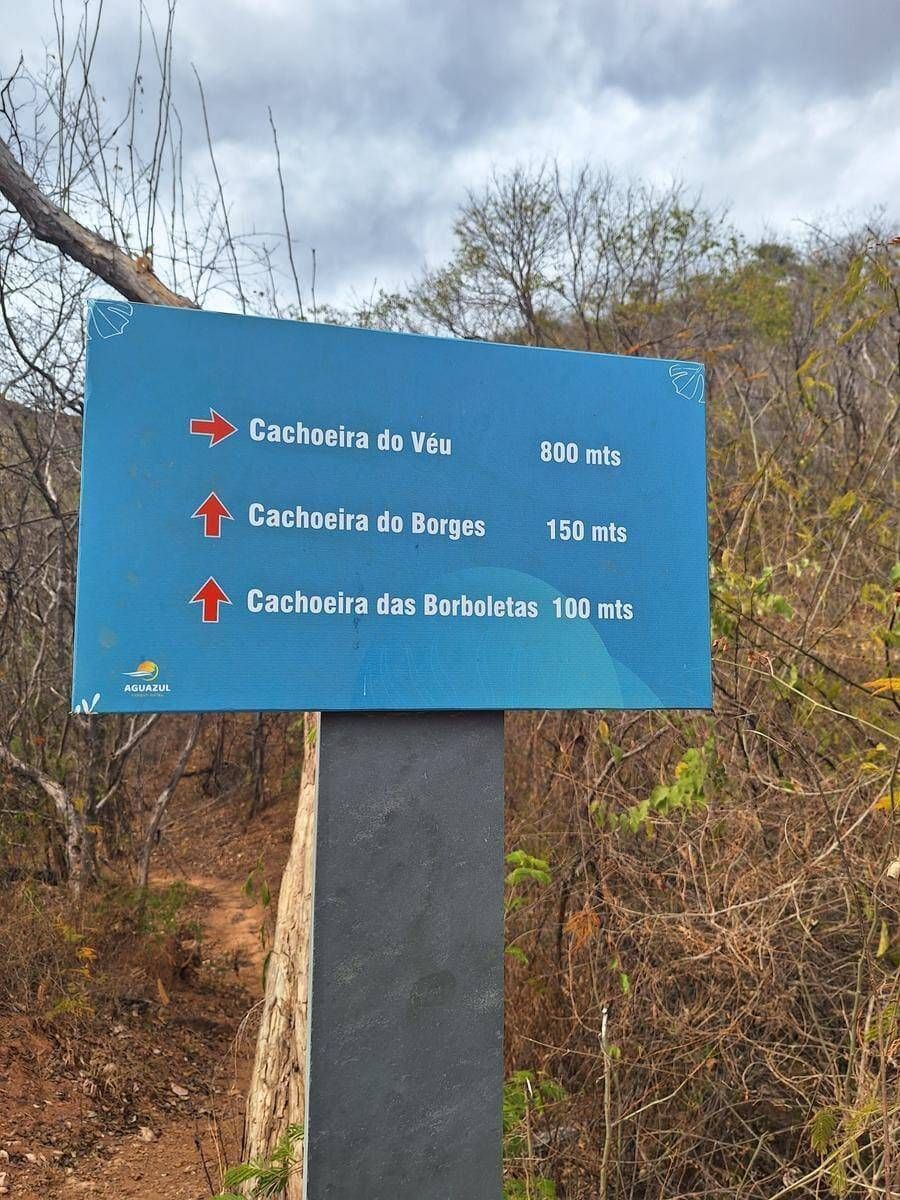 Cachoeira do Véu 800 mts
Cachoeira do Borges 150 mts
Cachoeira das Borboletas 100 mts
AGUAZUL